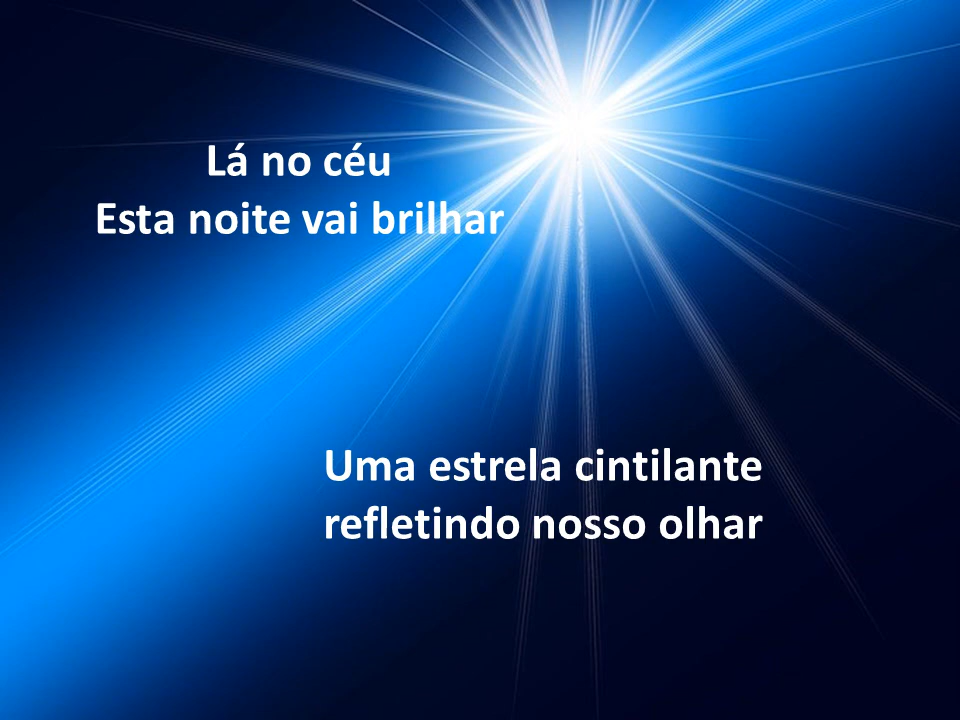 Lá no céu
Esta noite vai brilhar
Uma estrela cintilante
refletindo nosso olhar